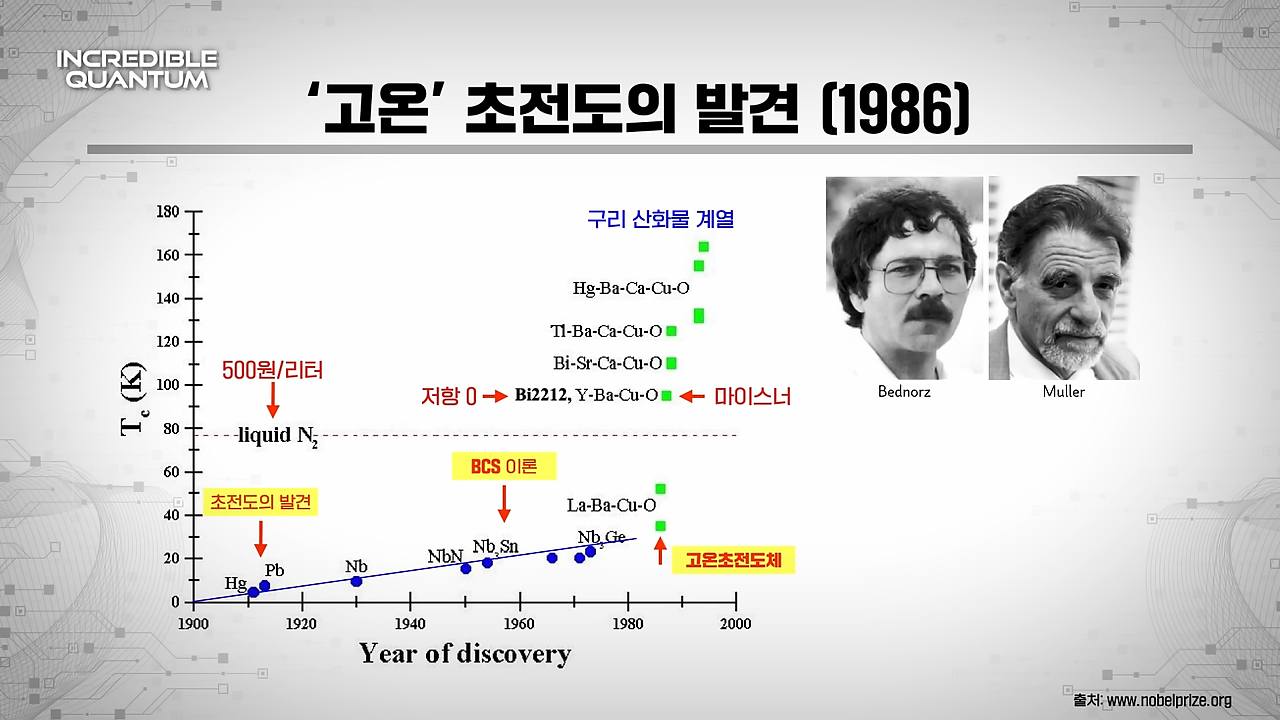 INCREDIBLE
QUANTUM
‘고온’ 초전도의 발견 (1986)
180
160
140
120
100
80
60
40
20
0
T_c (K)
구리 산화물 계열
Hg-Ba-Ca-Cu-O
Tl-Ba-Ca-Cu-O
Bi-Sr-Ca-Cu-O
500원/리터
저항 0
Bi2212, Y-Ba-Cu-O
마이스너
liquid N₂
BCS 이론
초전도의 발견
La-Ba-Cu-O
Nb₃Ge
Nb₃Sn
NbN
고온초전도체
Nb
Pb
Hg
1900
1920
1940
1960
1980
2000
Year of discovery
Bednorz
Muller
출처: www.nobelprize.org